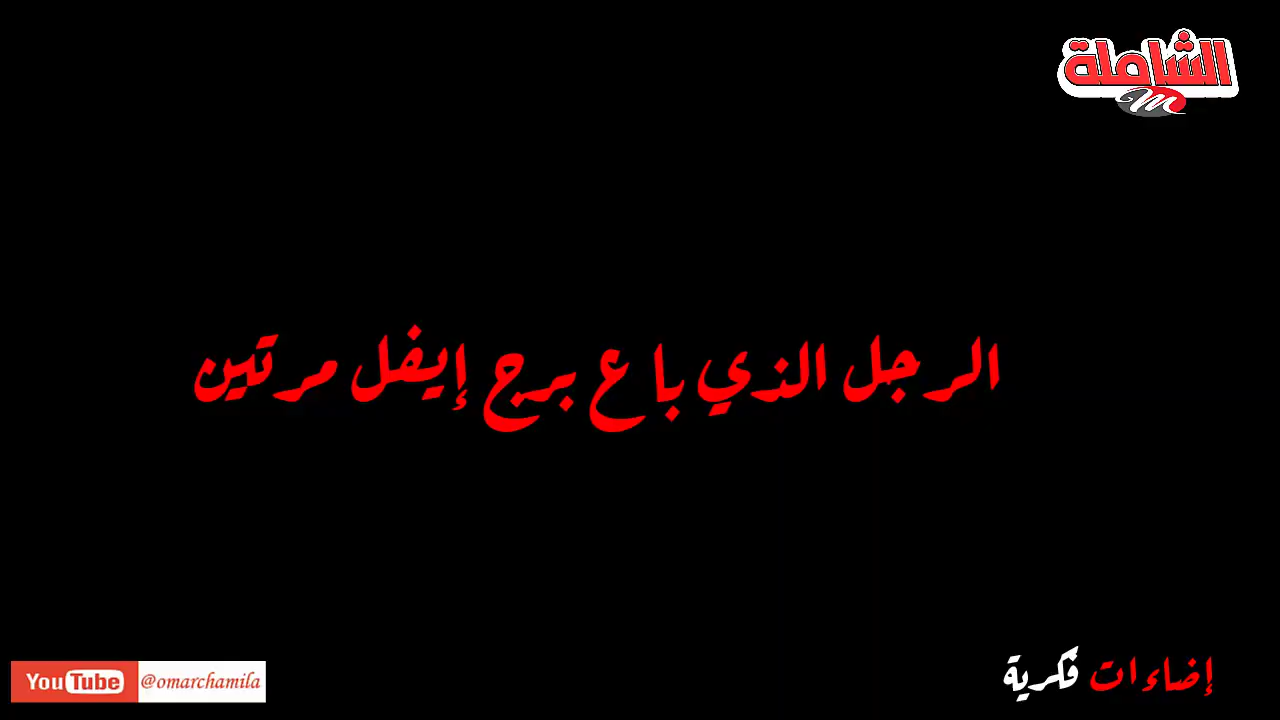 الشاملة
m
الرجل الذي باع برج إيفل مرتين
إضاءات فكرية
YouTube @omarchamila